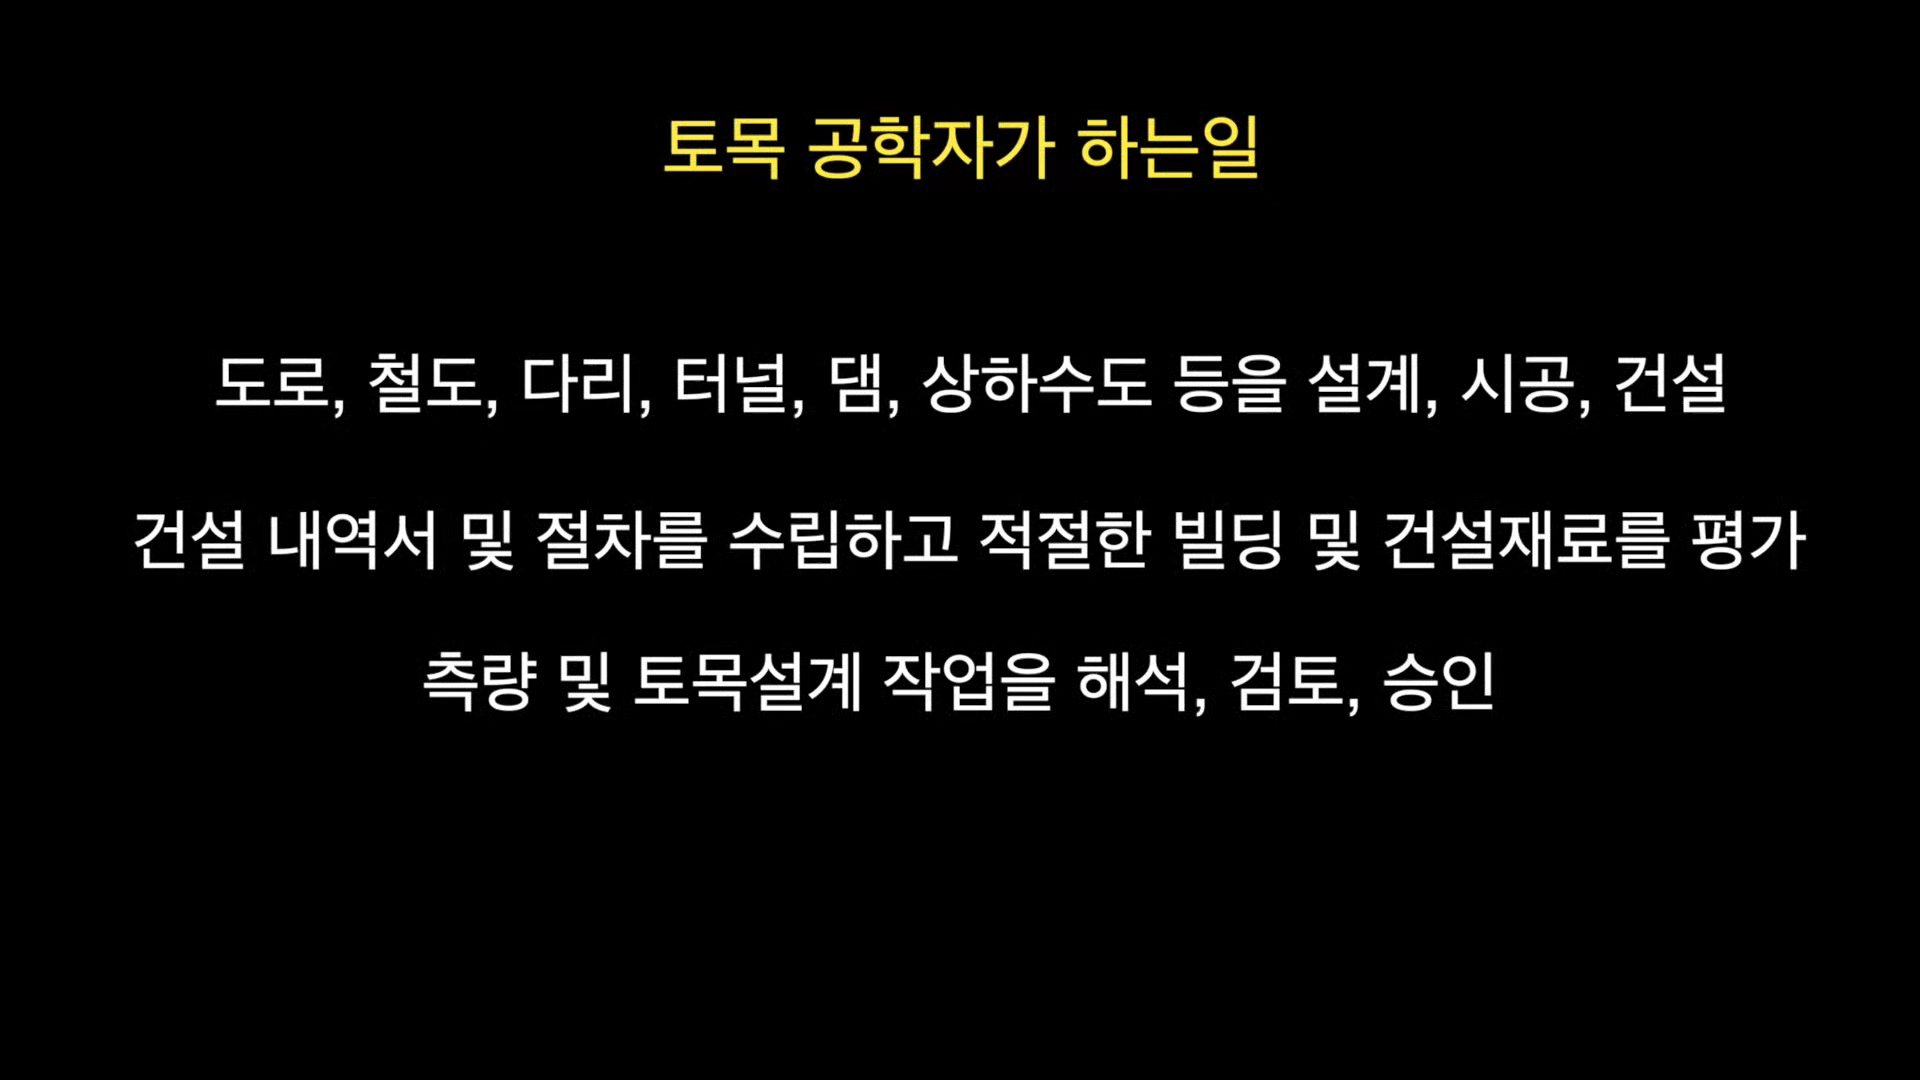 토목 공학자가 하는일
도로, 철도, 다리, 터널, 댐, 상하수도 등을 설계, 시공, 건설
건설 내역서 및 절차를 수립하고 적절한 빌딩 및 건설재료를 평가
측량 및 토목설계 작업을 해석, 검토, 승인